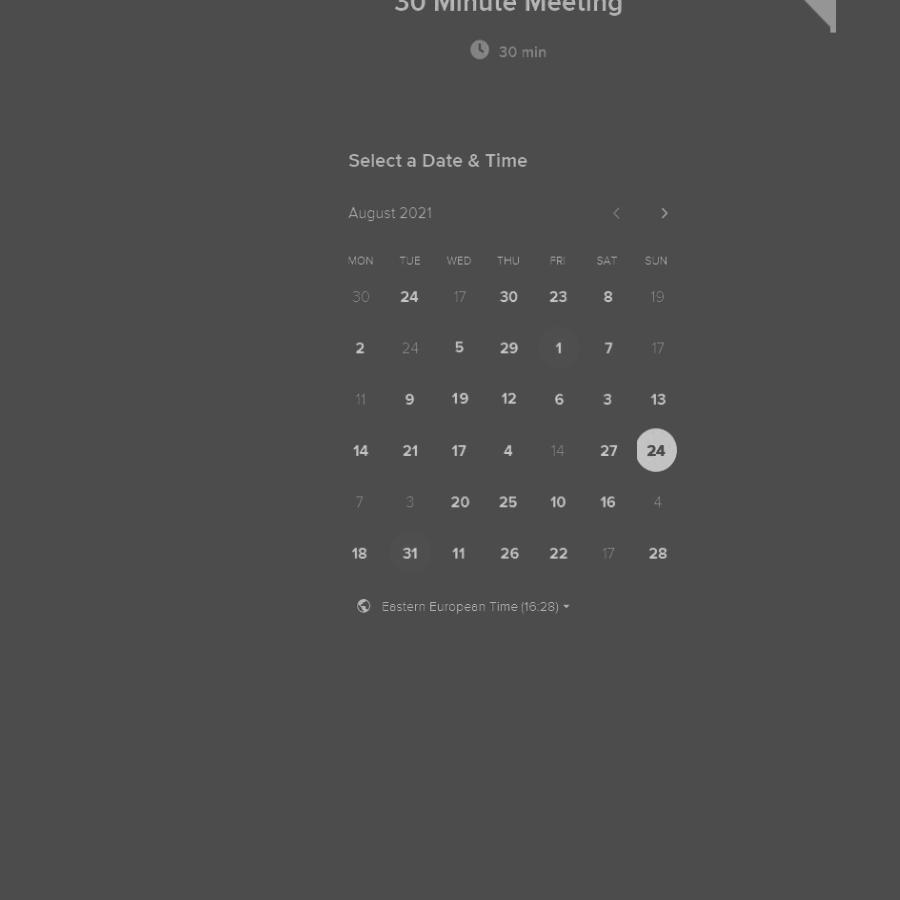 30 Minute Meeting
30 min
Select a Date & Time
August 2021
MON TUE WED THU FRI SAT SUN
30 24 17 30 23 8 19
2 24 5 29 1 7 17
11 9 19 12 6 3 13
14 21 17 4 14 27 24
7 3 20 25 10 16 4
18 31 11 26 22 17 28
Eastern European Time (16:28)